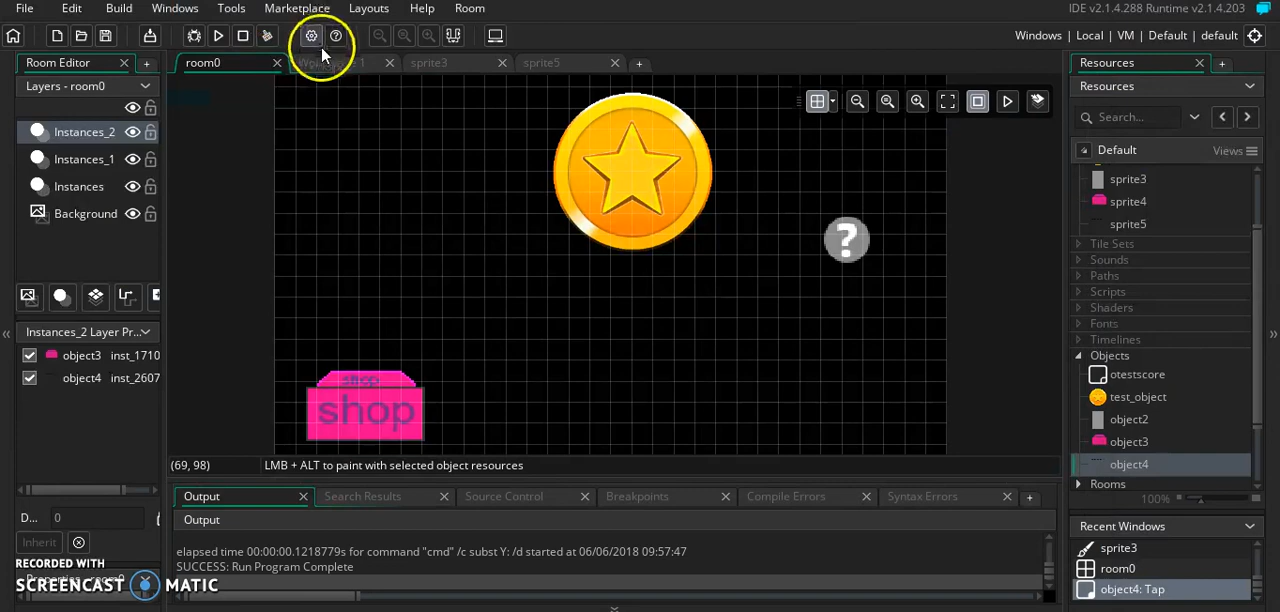 File Edit Build Windows Tools Marketplace Layouts Help Room IDE v2.1.4.288 Runtime v2.1.4.203
Windows | Local | VM | Default | default
Room Editor
room0
sprite3
sprite5
Resources
Layers - room0
Resources
Search...
Instances_2
Default
Views
Instances_1
sprite3
Instances
sprite4
Background
sprite5
?
Tile Sets
Sounds
Paths
Scripts
Shaders
Fonts
Instances_2 Layer Pr...
Timelines
object3 inst_1710
Objects
object4 inst_2607
otestscore
shop
test_object
shop
object2
object3
(69, 98) LMB + ALT to paint with selected object resources
object4
Rooms
Output
Search Results
Source Control
Breakpoints
Compile Errors
Syntax Errors
100%
D... 0
Output
Recent Windows
Inherit
elapsed time 00:00:00.1218779s for command "cmd" /c subst Y: /d started at 06/06/2018 09:57:47
sprite3
SUCCESS: Run Program Complete
room0
RECORDED WITH
SCREENCAST MATIC
object4: Tap